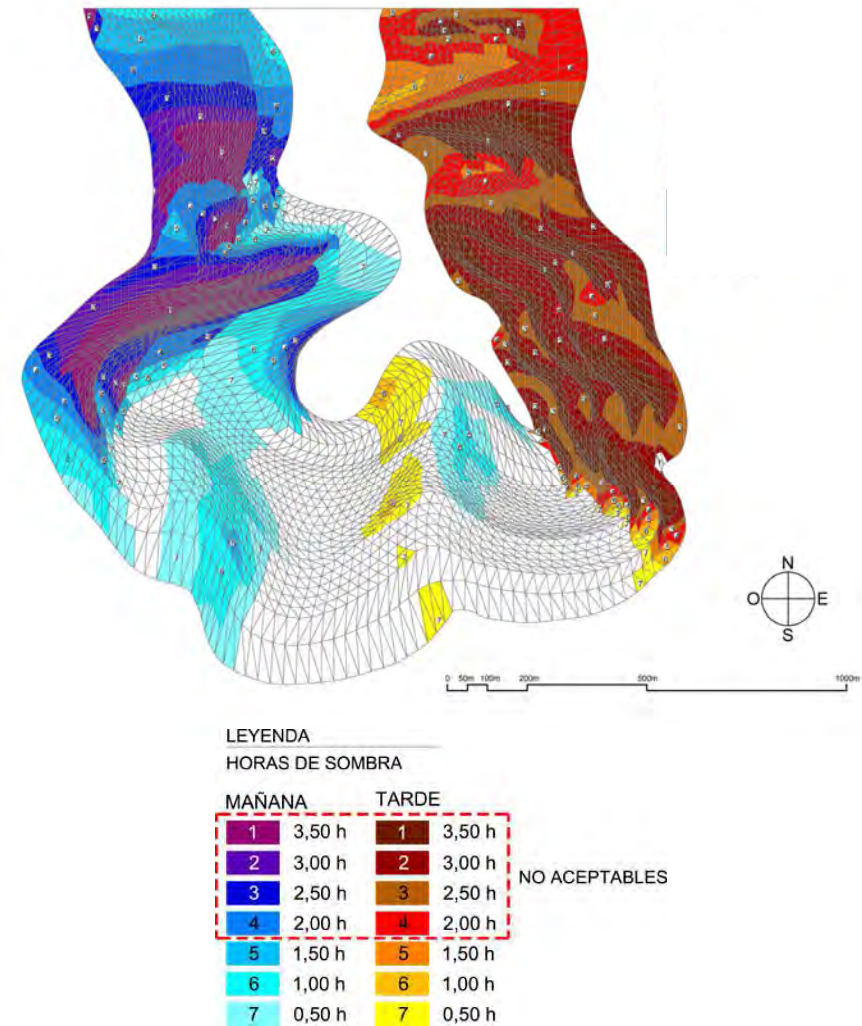 N
O E
S
0 50m 100m 200m 500m 1000m
LEYENDA
HORAS DE SOMBRA
MAÑANA TARDE
1 3,50 h 1 3,50 h
2 3,00 h 2 3,00 h
3 2,50 h 3 2,50 h
4 2,00 h 4 2,00 h
NO ACEPTABLES
5 1,50 h 5 1,50 h
6 1,00 h 6 1,00 h
7 0,50 h 7 0,50 h